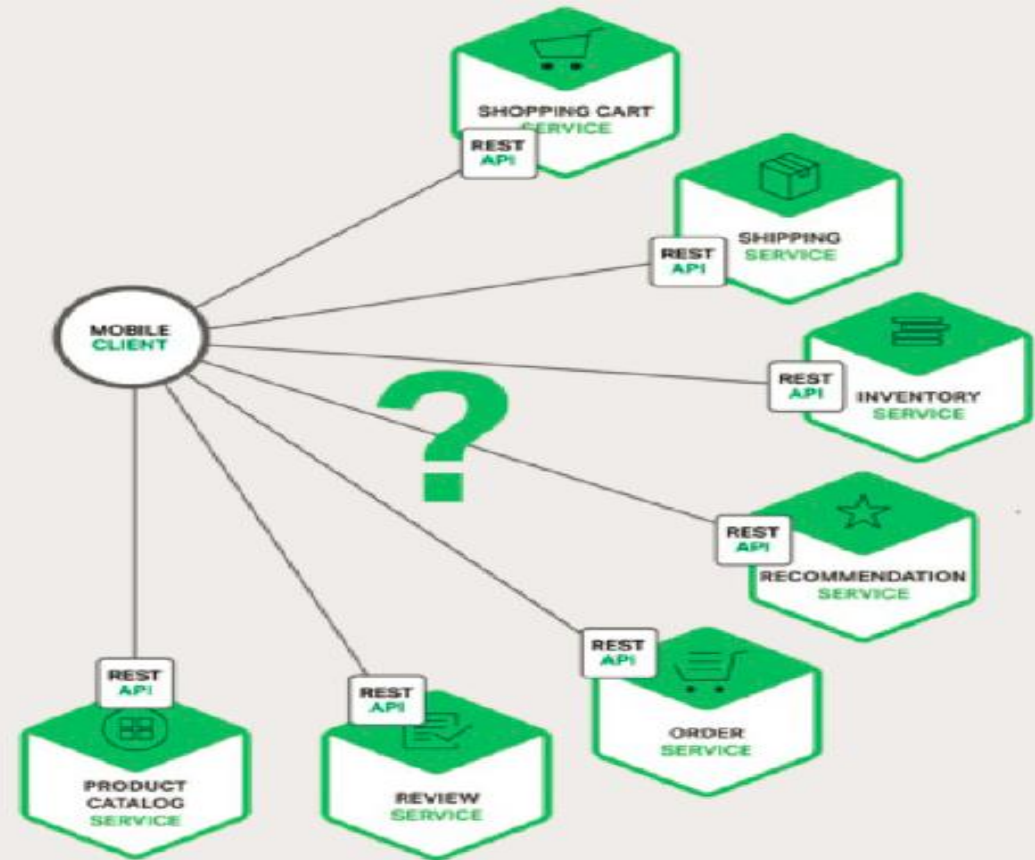 SHOPPING CART
SERVICE
REST
API
SHIPPING
SERVICE
REST
API
MOBILE
CLIENT
REST
API
INVENTORY
SERVICE
?
REST
API
RECOMMENDATION
SERVICE
REST
API
ORDER
SERVICE
REST
API
PRODUCT
CATALOG
SERVICE
REST
API
REVIEW
SERVICE